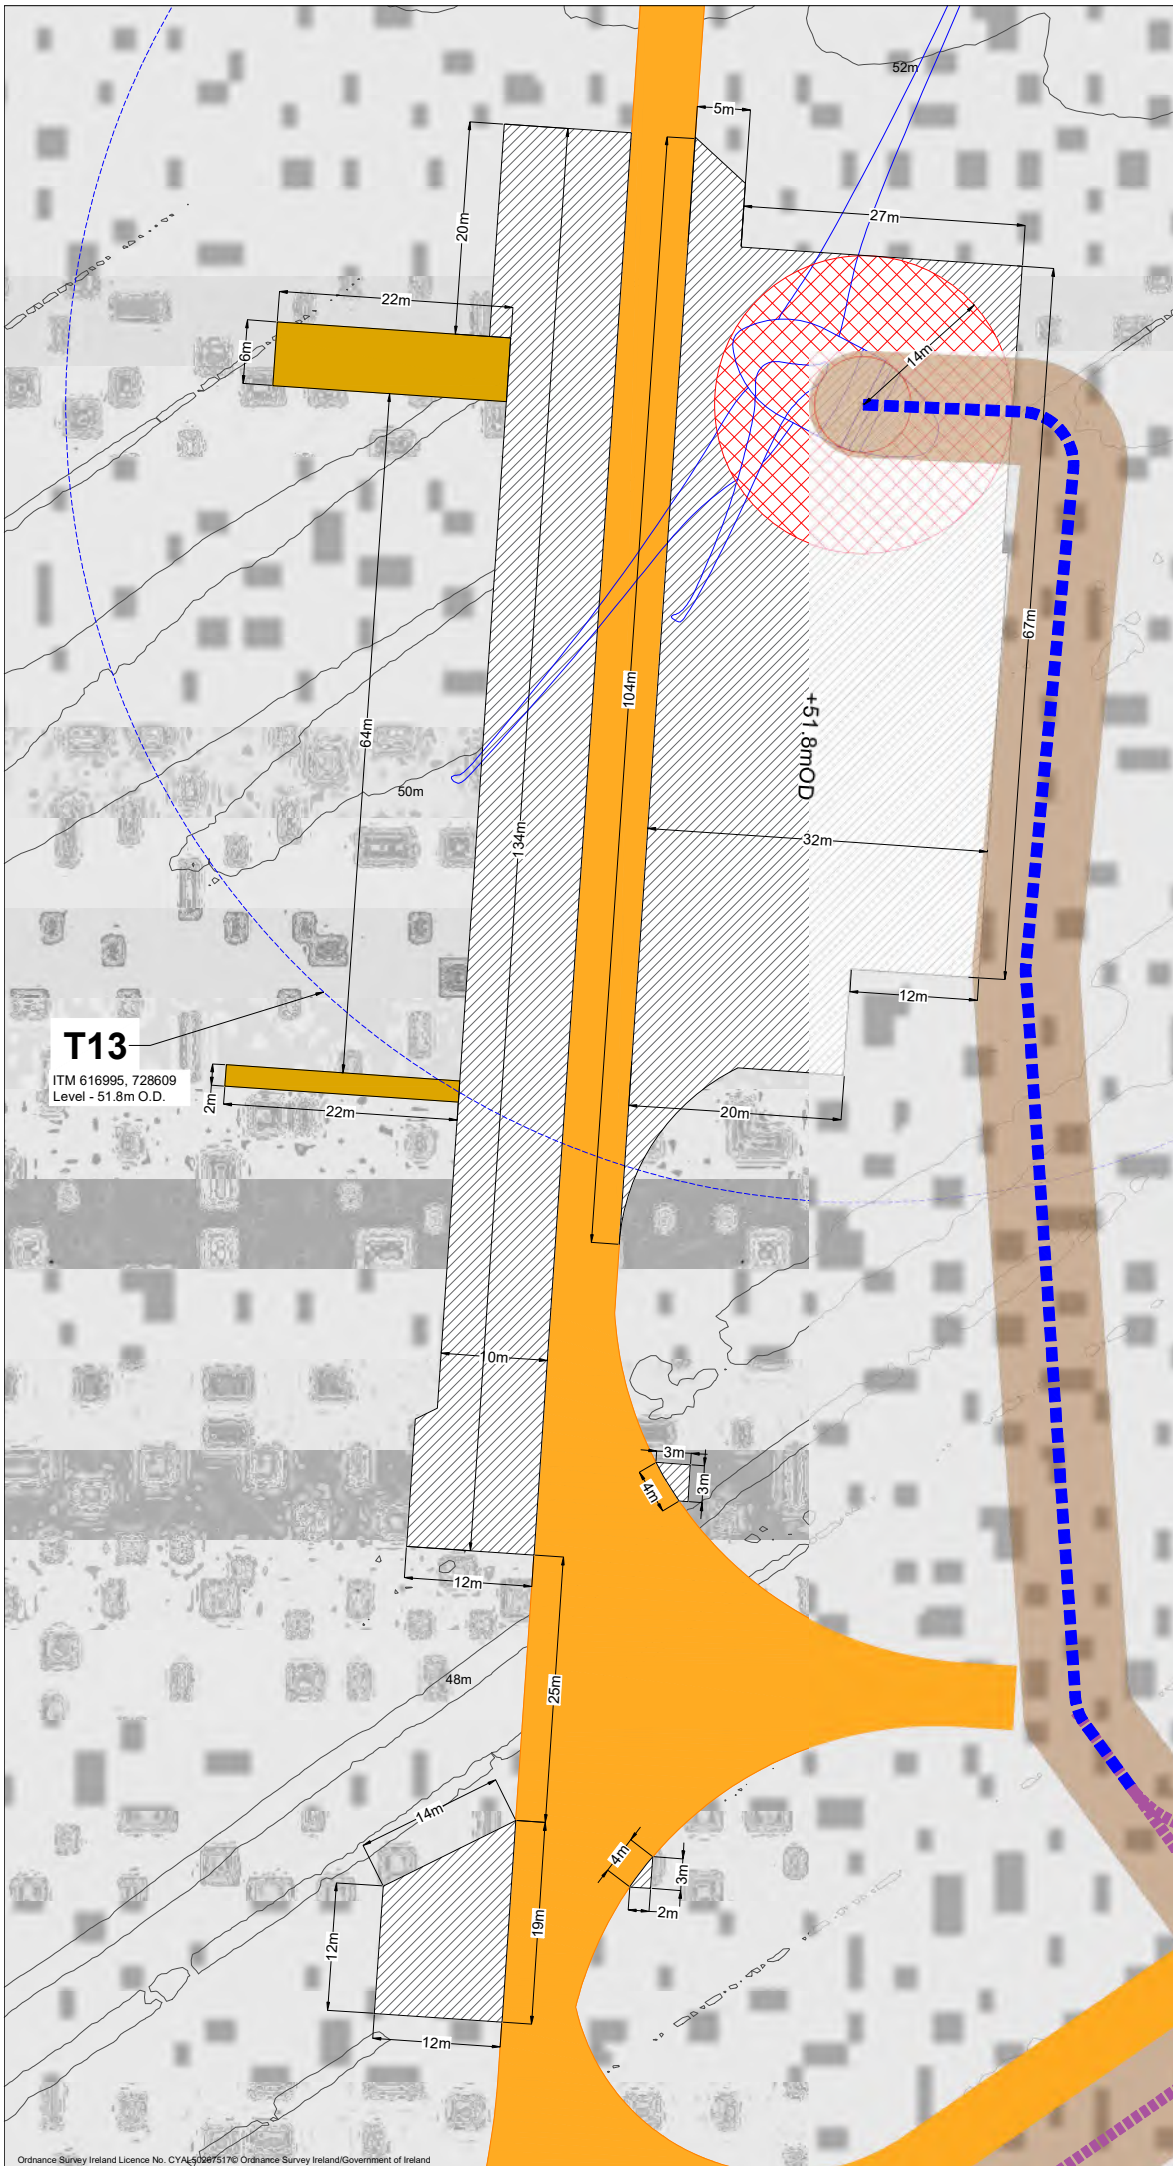 52m
5m
27m
20m
22m
6m
14m
67m
104m
+51.8mOD
64m
50m
134m
32m
12m
T13
ITM 616995, 728609
Level - 51.8m O.D.
2m
22m
20m
10m
3m
3m
4m
12m
48m
25m
14m
4m
3m
2m
19m
12m
12m
Ordnance Survey Ireland Licence No. CYAL50267517© Ordnance Survey Ireland/Government of Ireland